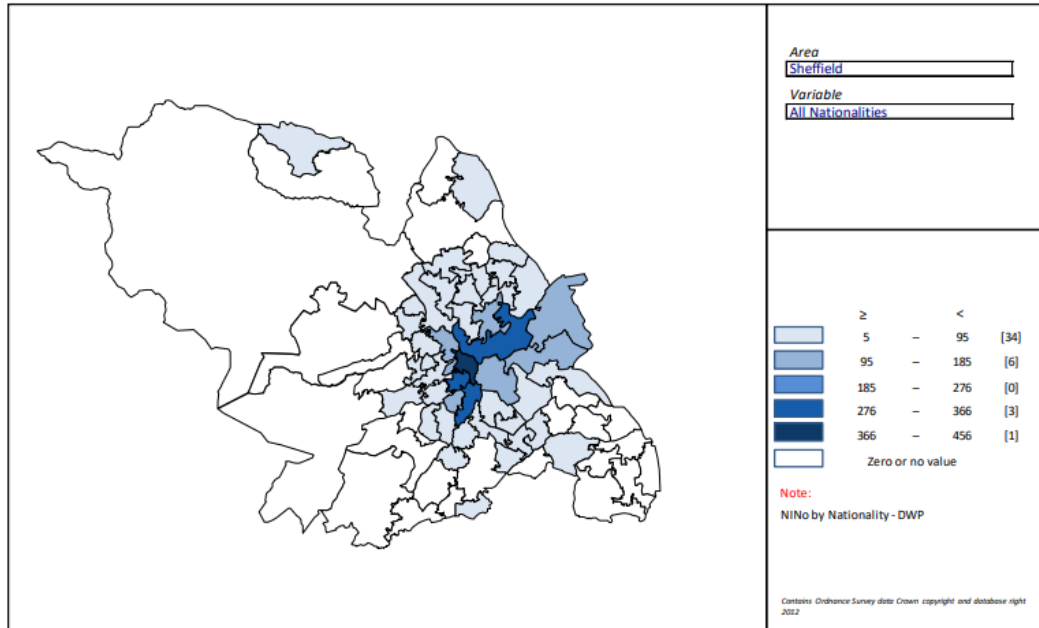 Area
Sheffield
Variable
All Nationalities
≥ <
5 – 95 [34]
95 – 185 [6]
185 – 276 [0]
276 – 366 [3]
366 – 456 [1]
Zero or no value
Note:
NINo by Nationality - DWP
Contains Ordnance Survey data Crown copyright and database right
2012